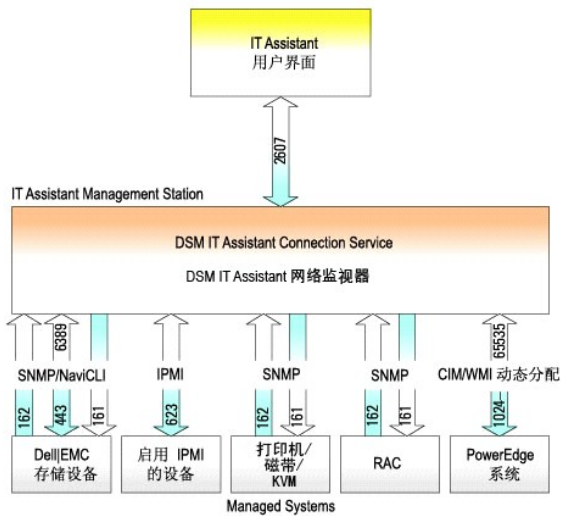 IT Assistant
用户界面
2607
IT Assistant Management Station
DSM IT Assistant Connection Service
DSM IT Assistant 网络监视器
6389
65535
SNMP/NaviCLI
IPMI
SNMP
SNMP
CIM/WMI 动态分配
162
443
161
623
162
161
162
161
1024-
Dell|EMC
存储设备
启用 IPMI
的设备
打印机/
磁带/
KVM
RAC
PowerEdge
系统
Managed Systems